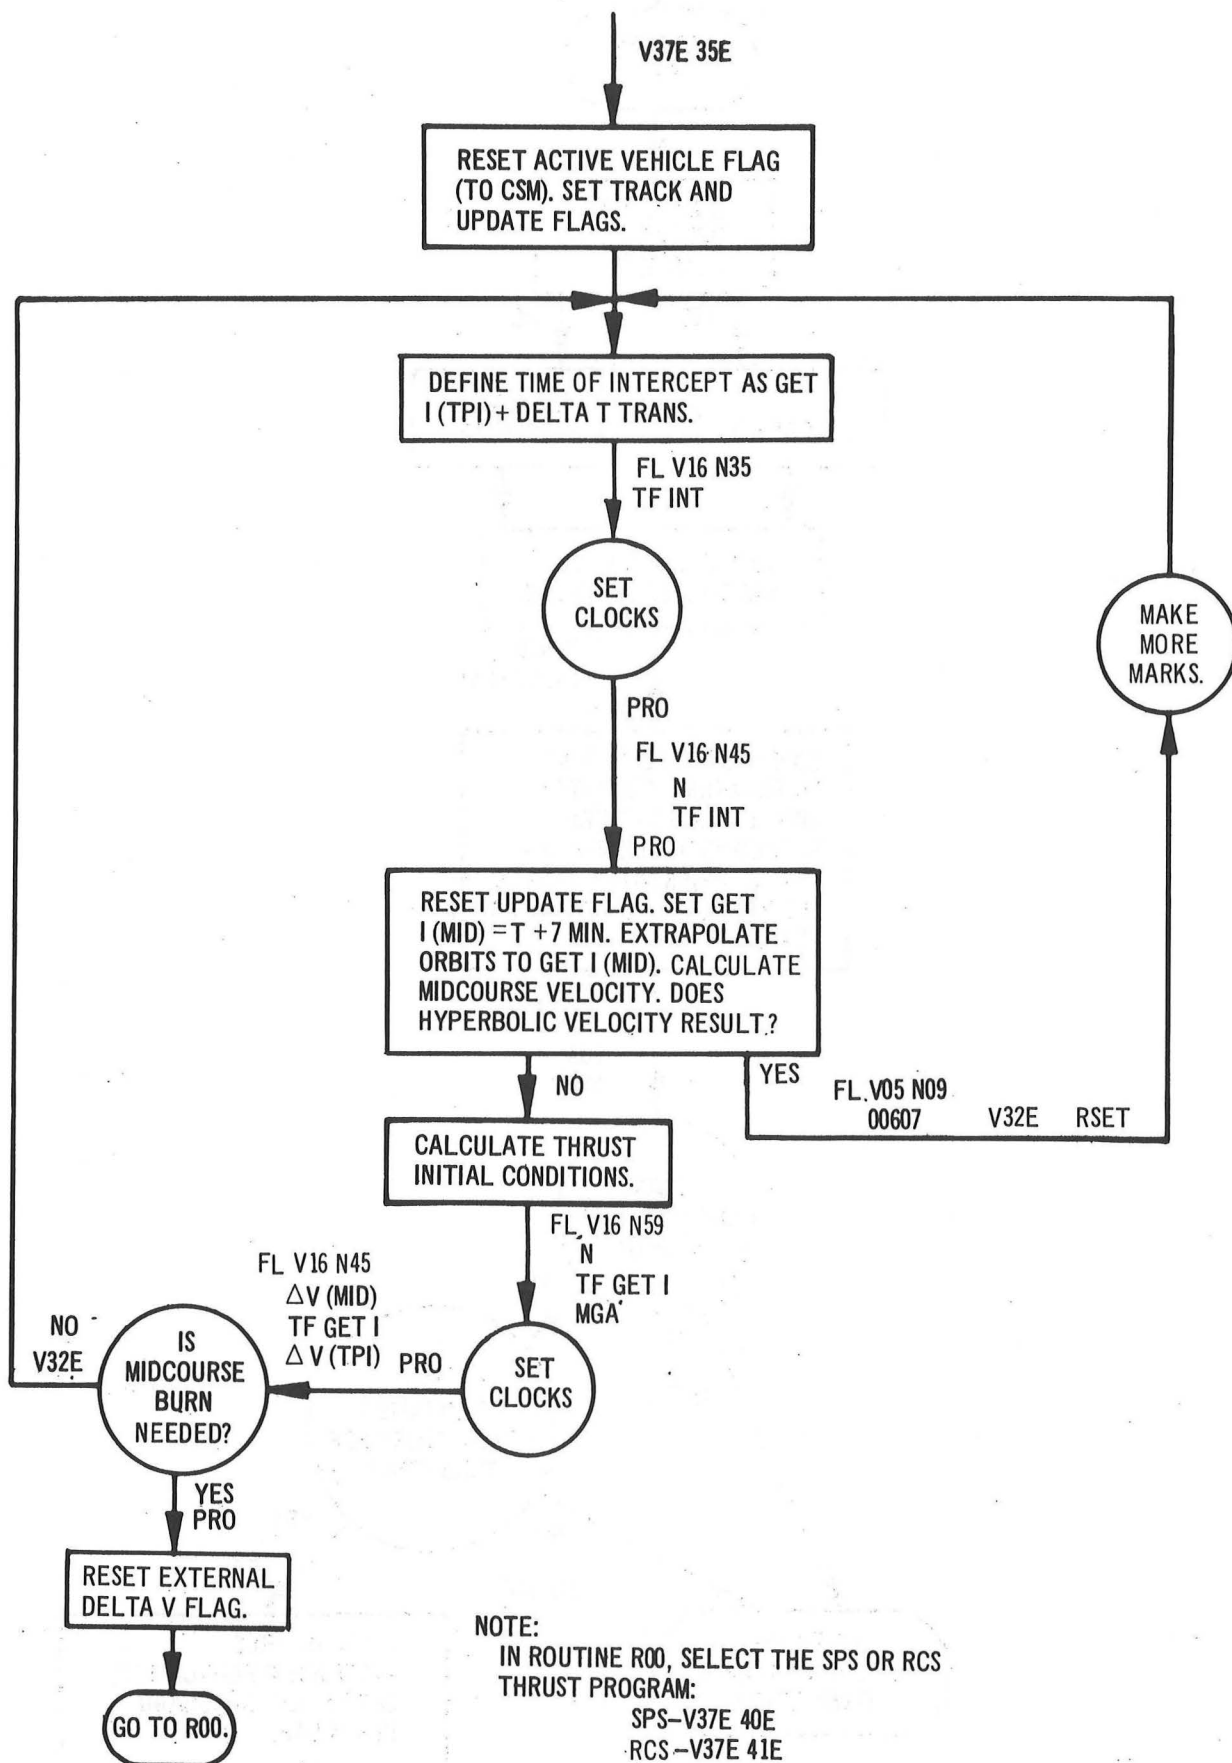 V37E 35E
RESET ACTIVE VEHICLE FLAG
(TO CSM). SET TRACK AND
UPDATE FLAGS.
DEFINE TIME OF INTERCEPT AS GET
I (TPI) + DELTA T TRANS.
FL V16 N35
TF INT
SET
CLOCKS
MAKE
MORE
MARKS.
PRO
FL V16 N45
N
TF INT
PRO
RESET UPDATE FLAG. SET GET
I (MID) = T +7 MIN. EXTRAPOLATE
ORBITS TO GET I (MID). CALCULATE
MIDCOURSE VELOCITY. DOES
HYPERBOLIC VELOCITY RESULT?
NO
YES
FL V05 N09
00607 V32E RSET
CALCULATE THRUST
INITIAL CONDITIONS.
FL V16 N59
N
TF GET I
MGA
FL V16 N45
△V (MID)
TF GET I
△V (TPI)
PRO
SET
CLOCKS
NO
V32E
IS
MIDCOURSE
BURN
NEEDED?
YES
PRO
RESET EXTERNAL
DELTA V FLAG.
GO TO R00.
NOTE:
IN ROUTINE R00, SELECT THE SPS OR RCS
THRUST PROGRAM:
SPS–V37E 40E
RCS–V37E 41E